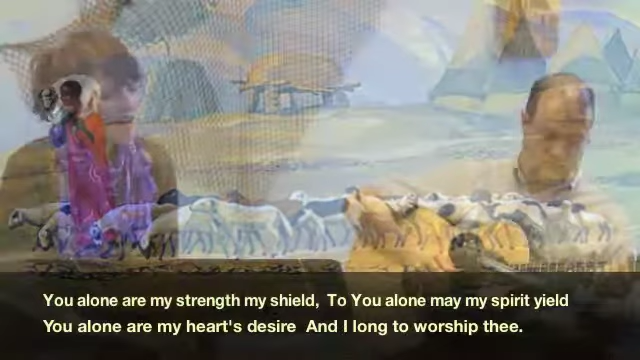 You alone are my strength my shield,  To You alone may my spirit yield
You alone are my heart's desire  And I long to worship thee.